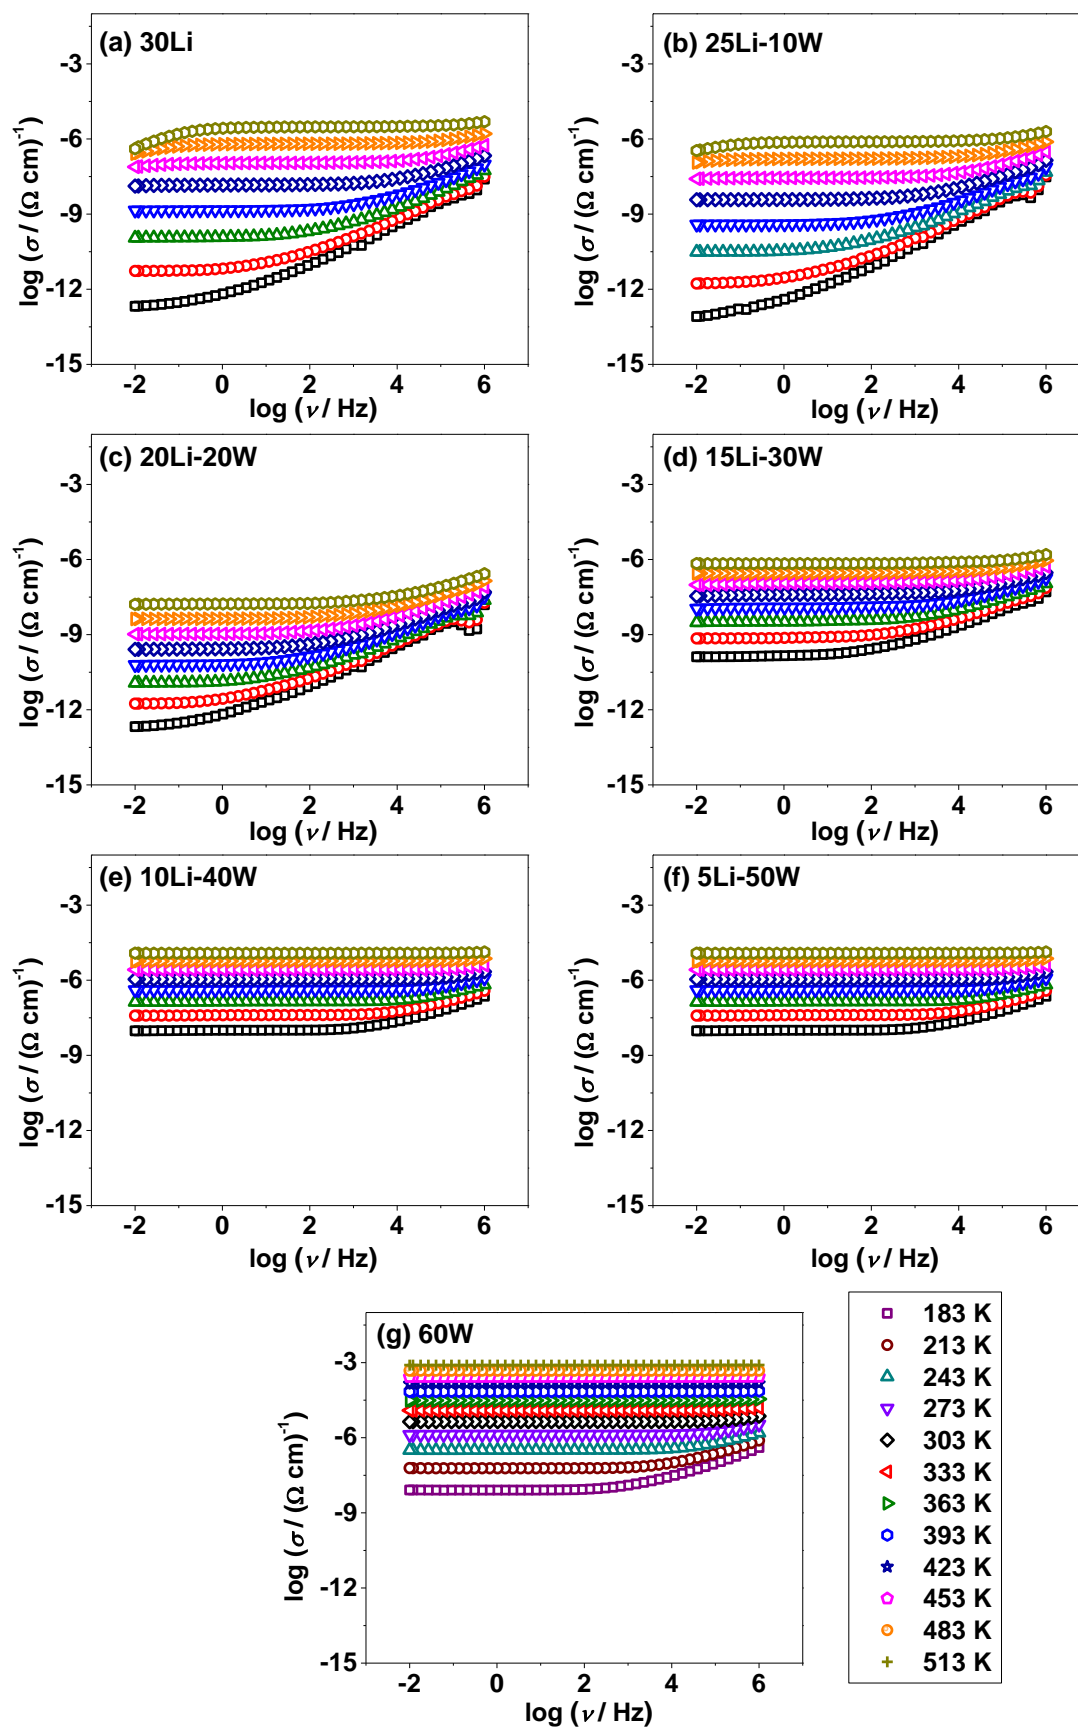 (a) 30Li
-3
-6
-9
-12
-15
-2 0 2 4 6
log (ν / Hz)
log (σ / (Ω cm)⁻¹)
(b) 25Li-10W
-3
-6
-9
-12
-15
-2 0 2 4 6
log (ν / Hz)
log (σ / (Ω cm)⁻¹)
(c) 20Li-20W
-3
-6
-9
-12
-15
-2 0 2 4 6
log (ν / Hz)
log (σ / (Ω cm)⁻¹)
(d) 15Li-30W
-3
-6
-9
-12
-15
-2 0 2 4 6
log (ν / Hz)
log (σ / (Ω cm)⁻¹)
(e) 10Li-40W
-3
-6
-9
-12
-15
-2 0 2 4 6
log (ν / Hz)
log (σ / (Ω cm)⁻¹)
(f) 5Li-50W
-3
-6
-9
-12
-15
-2 0 2 4 6
log (ν / Hz)
log (σ / (Ω cm)⁻¹)
(g) 60W
-3
-6
-9
-12
-15
-2 0 2 4 6
log (ν / Hz)
log (σ / (Ω cm)⁻¹)
183 K
213 K
243 K
273 K
303 K
333 K
363 K
393 K
423 K
453 K
483 K
513 K